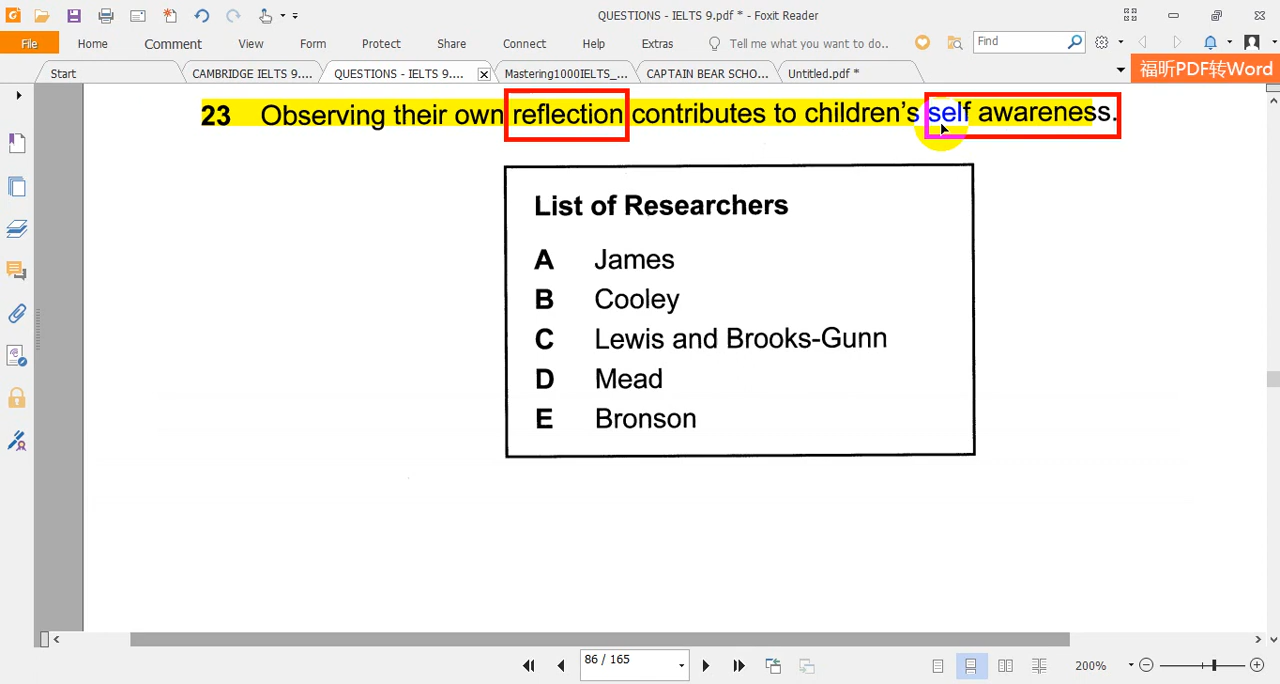 QUESTIONS - IELTS 9.pdf * - Foxit Reader
File Home Comment View Form Protect Share Connect Help Extras Tell me what you want to do.. Find
Start CAMBRIDGE IELTS 9.... QUESTIONS - IELTS 9.... Mastering1000IELTS_... CAPTAIN BEAR SCHO... Untitled.pdf * 福昕PDF转Word
23 Observing their own reflection contributes to children’s self awareness.
List of Researchers
A James
B Cooley
C Lewis and Brooks-Gunn
D Mead
E Bronson
86 / 165 200%